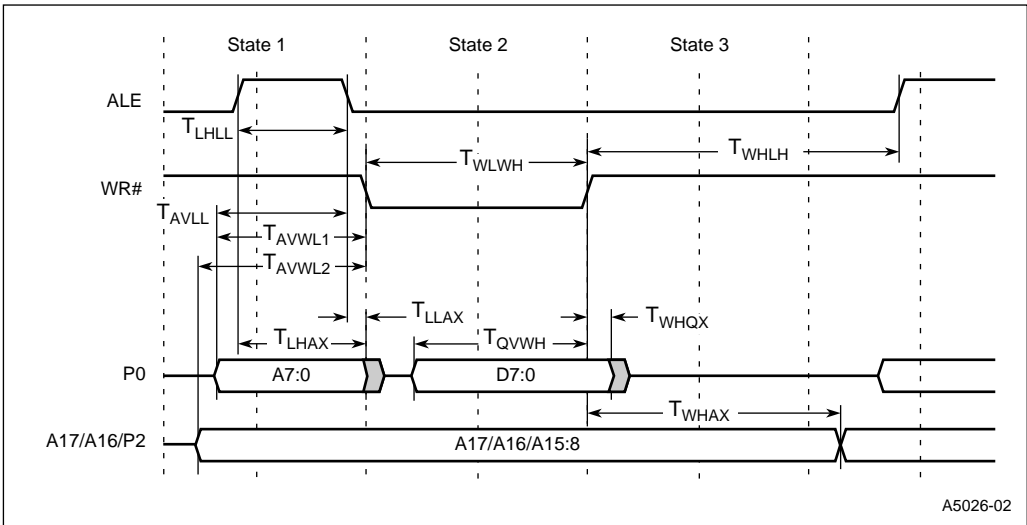 State 1 State 2 State 3
ALE
T_LHLL
T_WLWH T_WHLH
WR#
T_AVLL
T_AVWL1
T_AVWL2
T_LLAX T_WHQX
T_LHAX T_QVWH
P0 A7:0 D7:0
T_WHAX
A17/A16/P2 A17/A16/A15:8
A5026-02